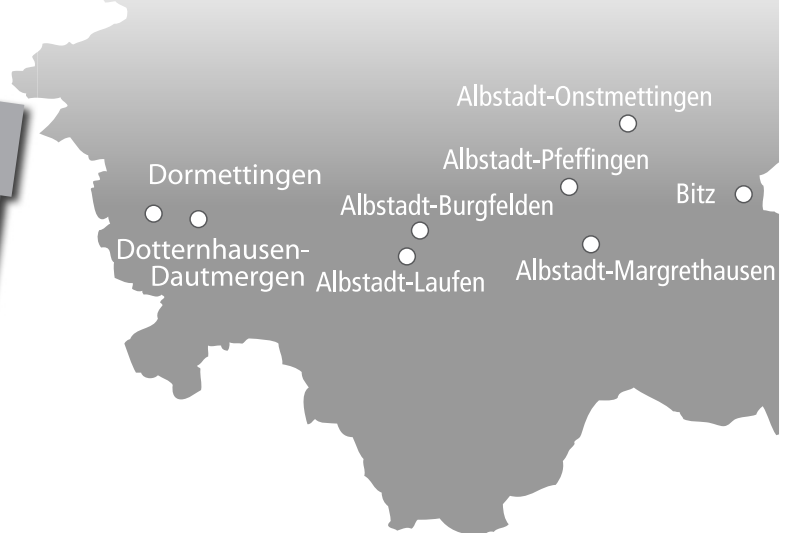 Albstadt-Onstmettingen
Albstadt-Pfeffingen
Dormettingen
Bitz
Albstadt-Burgfelden
Dotternhausen-
Dautmergen
Albstadt-Laufen
Albstadt-Margrethausen